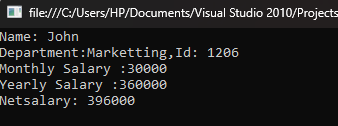 file:///C:/Users/HP/Documents/Visual Studio 2010/Projects
Name: John
Department:Marketting,Id: 1206
Monthly Salary :30000
Yearly Salary :360000
Netsalary: 396000